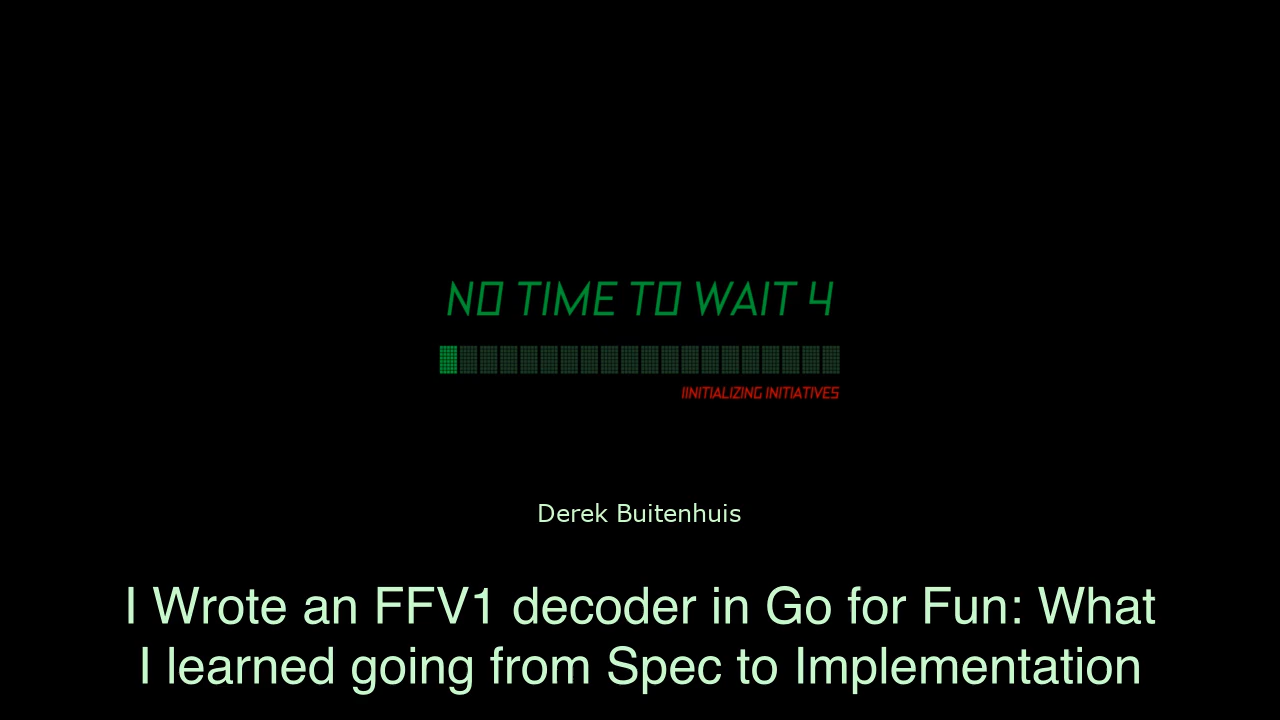 NO TIME TO WAIT 4
IINITIALIZING INITIATIVES
Derek Buitenhuis
I Wrote an FFV1 decoder in Go for Fun: What
I learned going from Spec to Implementation